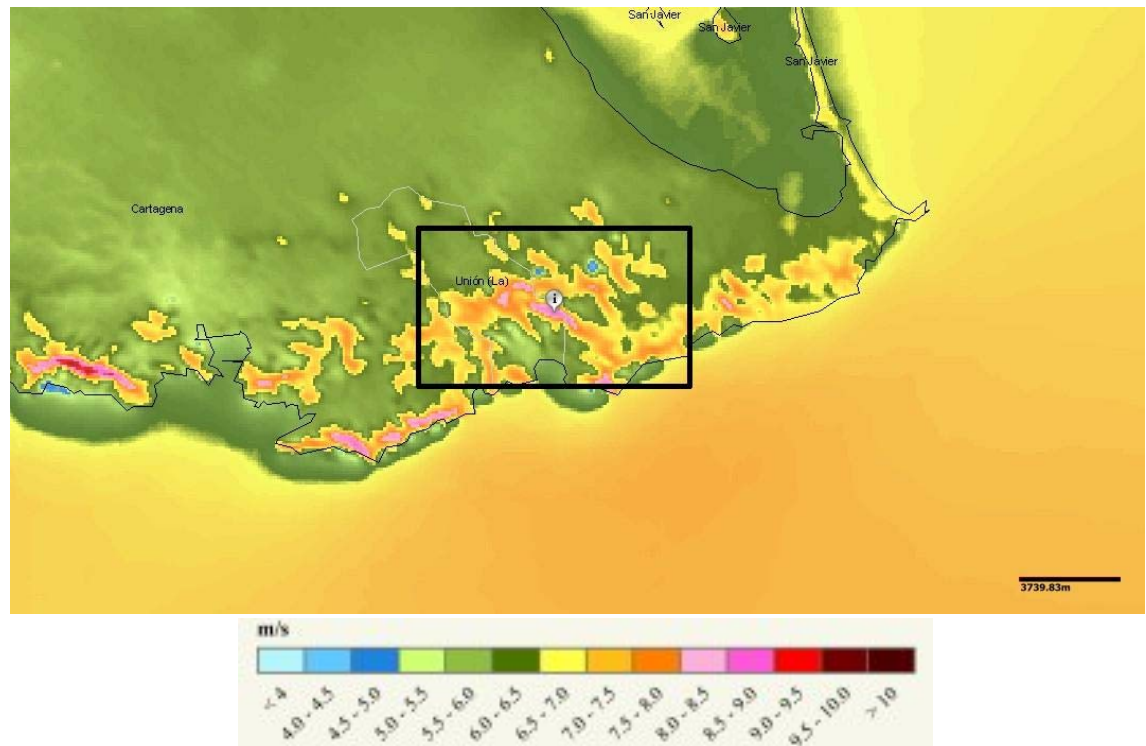 San Javier
San Javier
San Javier
Cartagena
Unión (La)
i
3739.83m
m/s
< 4
4.0 - 4.5
4.5 - 5.0
5.0 - 5.5
5.5 - 6.0
6.0 - 6.5
6.5 - 7.0
7.0 - 7.5
7.5 - 8.0
8.0 - 8.5
8.5 - 9.0
9.0 - 9.5
9.5 - 10.0
> 10